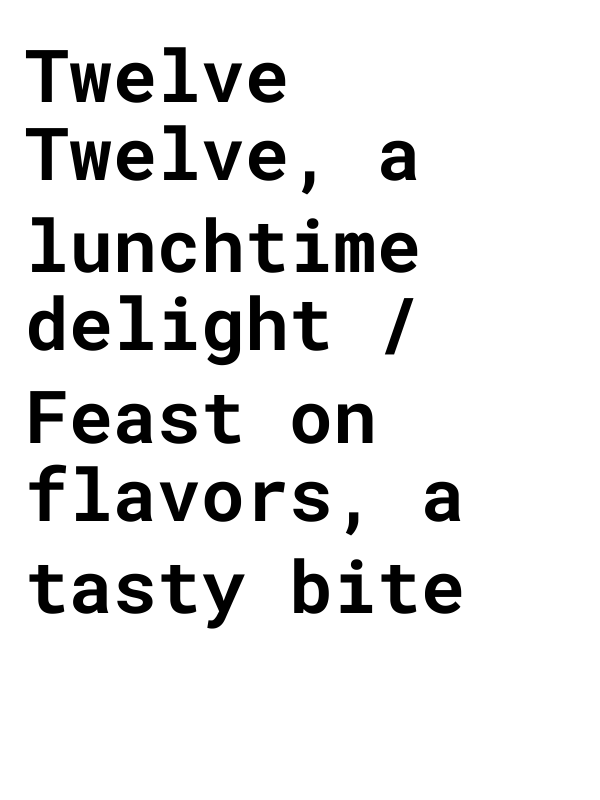 Twelve
Twelve, a
lunchtime
delight /
Feast on
flavors, a
tasty bite